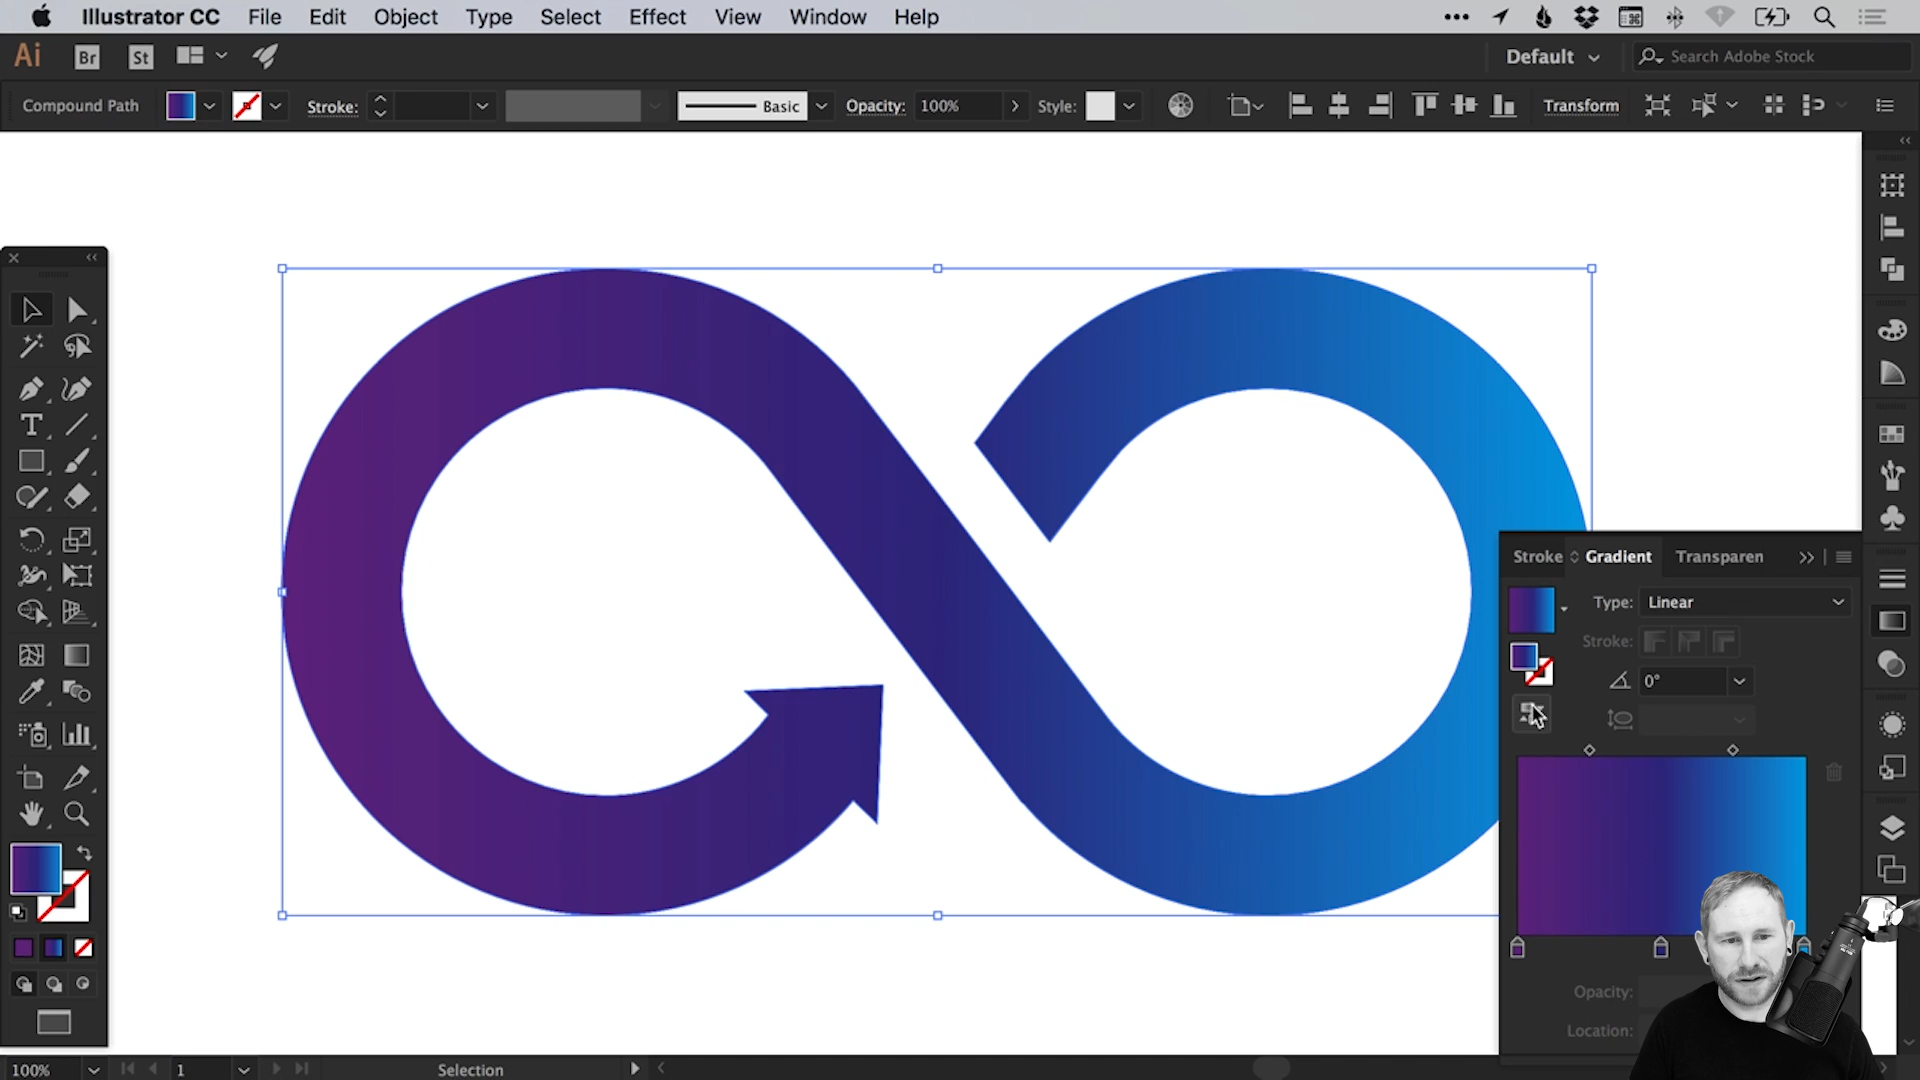 Illustrator CC File Edit Object Type Select Effect View Window Help
Ai Br St Default Search Adobe Stock
Compound Path Stroke: Basic Opacity: 100% Style: Transform
Stroke Gradient Transparen
Type: Linear
Stroke:
0°
T
Opacity:
Location:
100% 1 Selection